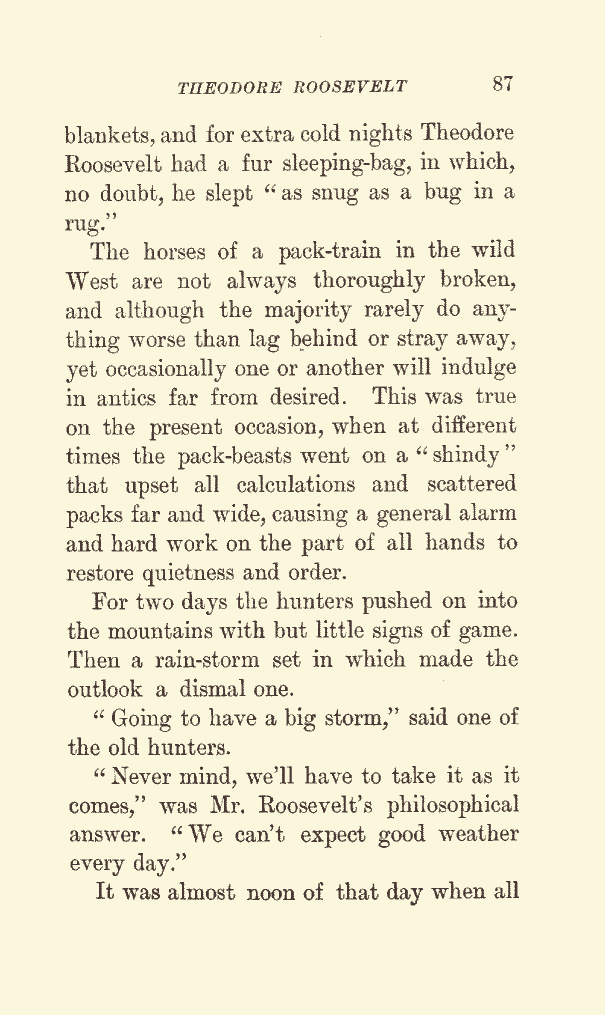 THEODORE ROOSEVELT 87
blankets, and for extra cold nights Theodore
Roosevelt had a fur sleeping-bag, in which,
no doubt, he slept “as snug as a bug in a
rug.”
The horses of a pack-train in the wild
West are not always thoroughly broken,
and although the majority rarely do any-
thing worse than lag behind or stray away,
yet occasionally one or another will indulge
in antics far from desired. This was true
on the present occasion, when at different
times the pack-beasts went on a “shindy”
that upset all calculations and scattered
packs far and wide, causing a general alarm
and hard work on the part of all hands to
restore quietness and order.
For two days the hunters pushed on into
the mountains with but little signs of game.
Then a rain-storm set in which made the
outlook a dismal one.
“Going to have a big storm,” said one of
the old hunters.
“Never mind, we’ll have to take it as it
comes,” was Mr. Roosevelt’s philosophical
answer. “We can’t expect good weather
every day.”
It was almost noon of that day when all